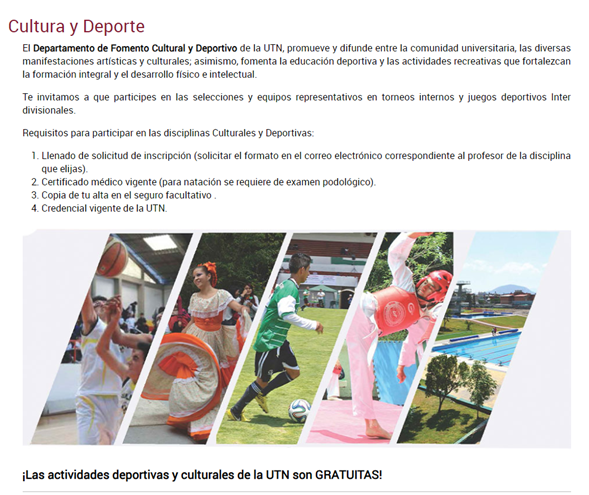 Cultura y Deporte
El Departamento de Fomento Cultural y Deportivo de la UTN, promueve y difunde entre la comunidad universitaria, las diversas
manifestaciones artísticas y culturales; asimismo, fomenta la educación deportiva y las actividades recreativas que fortalezcan
la formación integral y el desarrollo físico e intelectual.
Te invitamos a que participes en las selecciones y equipos representativos en torneos internos y juegos deportivos Inter
divisionales.
Requisitos para participar en las disciplinas Culturales y Deportivas:
1. Llenado de solicitud de inscripción (solicitar el formato en el correo electrónico correspondiente al profesor de la disciplina
que elijas).
2. Certificado médico vigente (para natación se requiere de examen podológico).
3. Copia de tu alta en el seguro facultativo .
4. Credencial vigente de la UTN.
¡Las actividades deportivas y culturales de la UTN son GRATUITAS!